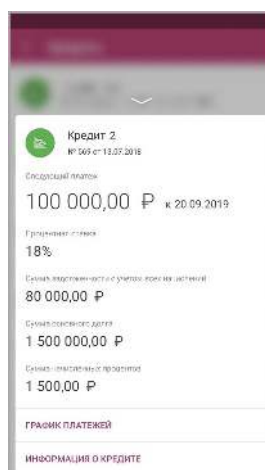 Кредит 2
№ 569 от 13.07.2018
Следующий платеж
100 000,00 ₽ к 20.09.2019
Процентная ставка
18%
Сумма задолженности с учетом всех начислений
80 000,00 ₽
Сумма основного долга
1 500 000,00 ₽
Сумма начисленных процентов
1 500,00 ₽
ГРАФИК ПЛАТЕЖЕЙ
ИНФОРМАЦИЯ О КРЕДИТЕ